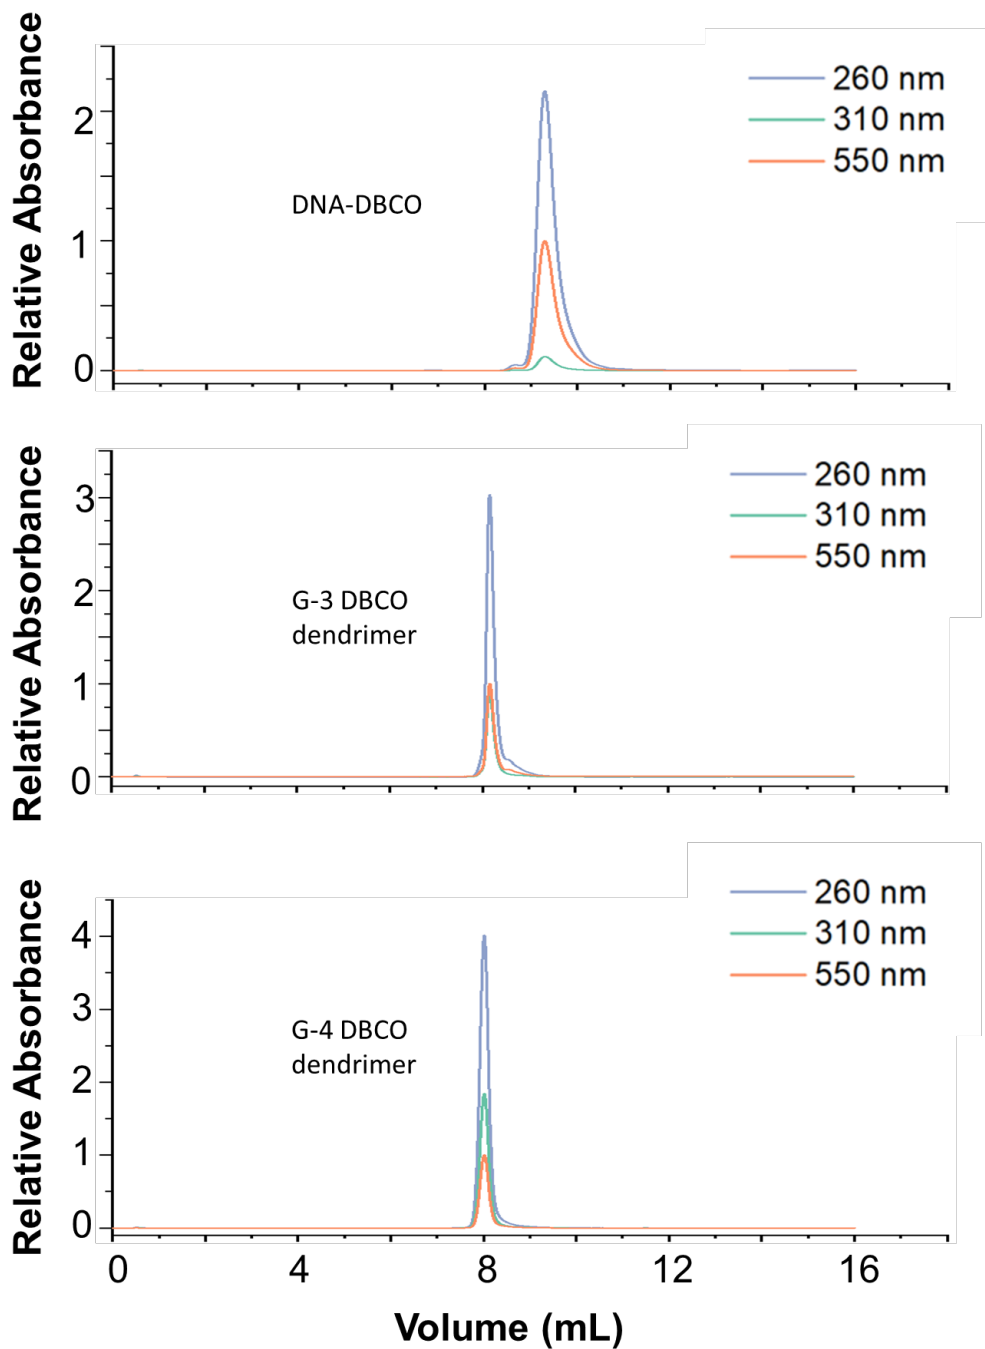 Relative Absorbance
2
1
0
DNA-DBCO
260 nm
310 nm
550 nm
Relative Absorbance
3
2
1
0
G-3 DBCO
dendrimer
260 nm
310 nm
550 nm
Relative Absorbance
4
3
2
1
0
G-4 DBCO
dendrimer
260 nm
310 nm
550 nm
0 4 8 12 16
Volume (mL)